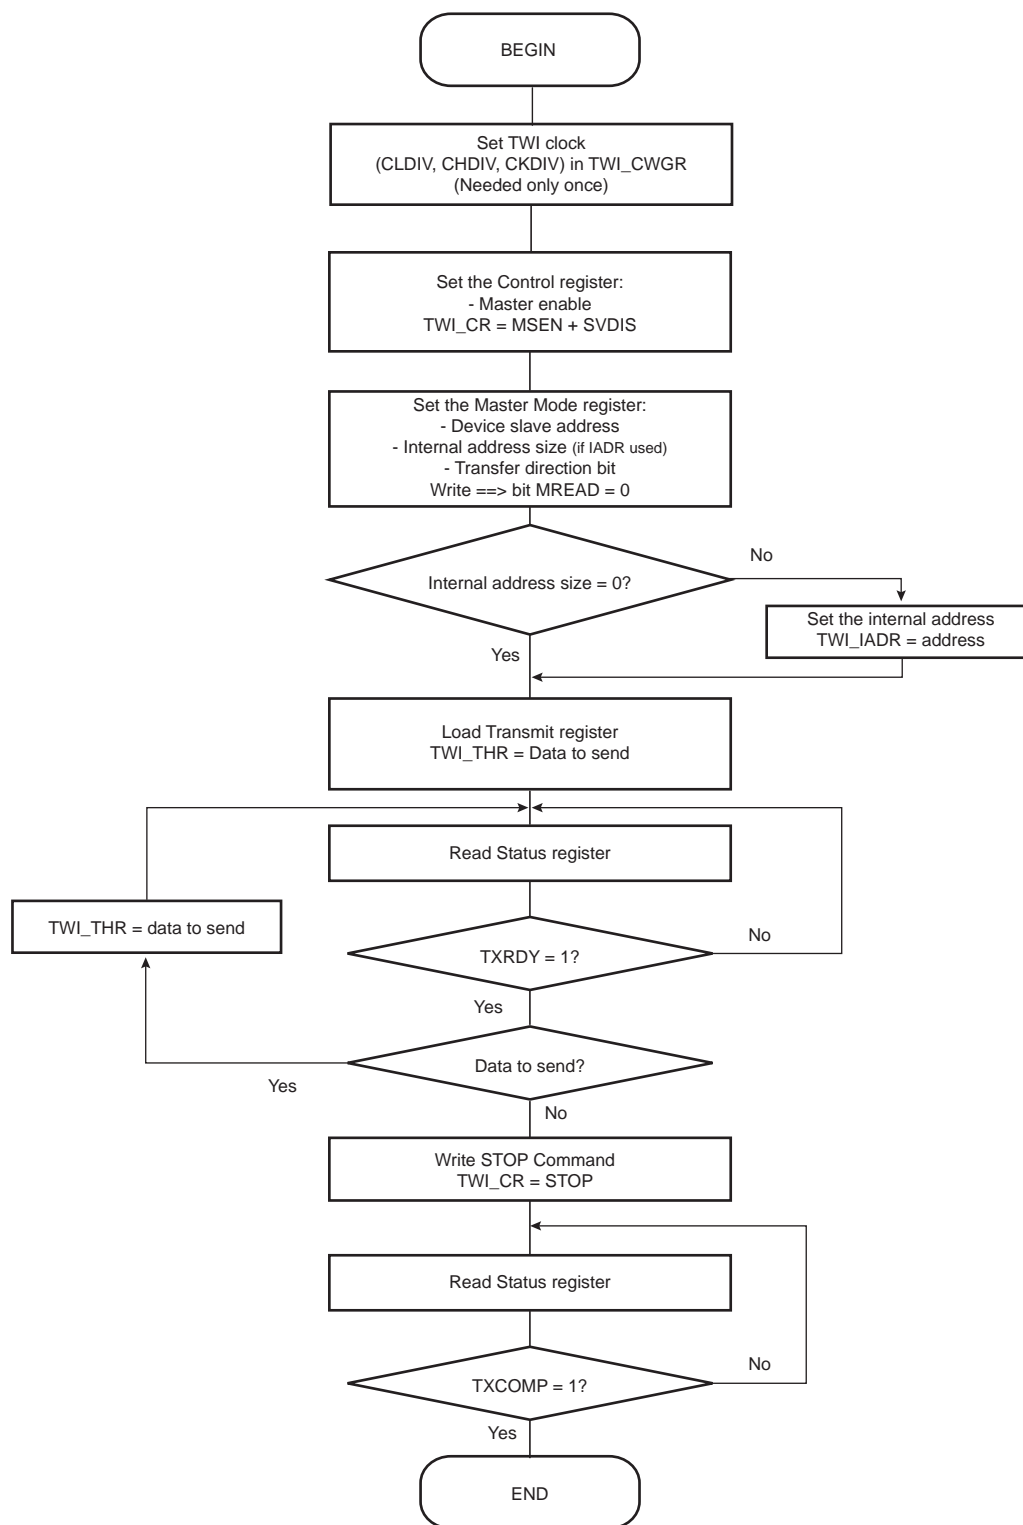 BEGIN
Set TWI clock
(CLDIV, CHDIV, CKDIV) in TWI_CWGR
(Needed only once)
Set the Control register:
- Master enable
TWI_CR = MSEN + SVDIS
Set the Master Mode register:
- Device slave address
- Internal address size (if IADR used)
- Transfer direction bit
Write ==> bit MREAD = 0
No
Internal address size = 0?
Set the internal address
TWI_IADR = address
Yes
Load Transmit register
TWI_THR = Data to send
Read Status register
TWI_THR = data to send
No
TXRDY = 1?
Yes
Data to send?
Yes
No
Write STOP Command
TWI_CR = STOP
Read Status register
No
TXCOMP = 1?
Yes
END